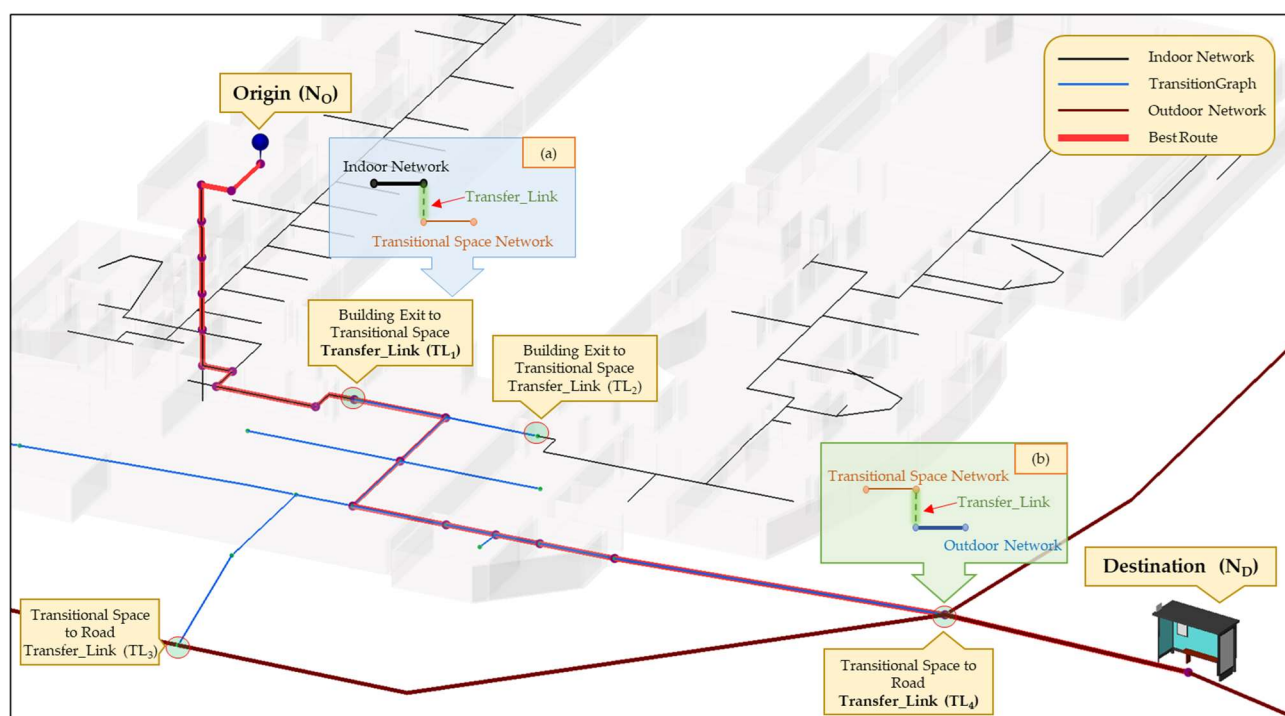 Origin (NO)
(a)
Indoor Network
Transfer_Link
Transitional Space Network
Indoor Network
TransitionGraph
Outdoor Network
Best Route
Building Exit to
Transitional Space
Transfer_Link (TL1)
Building Exit to
Transitional Space
Transfer_Link (TL2)
(b)
Transitional Space Network
Transfer_Link
Outdoor Network
Destination (ND)
Transitional Space
to Road
Transfer_Link (TL3)
Transitional Space to
Road
Transfer_Link (TL4)